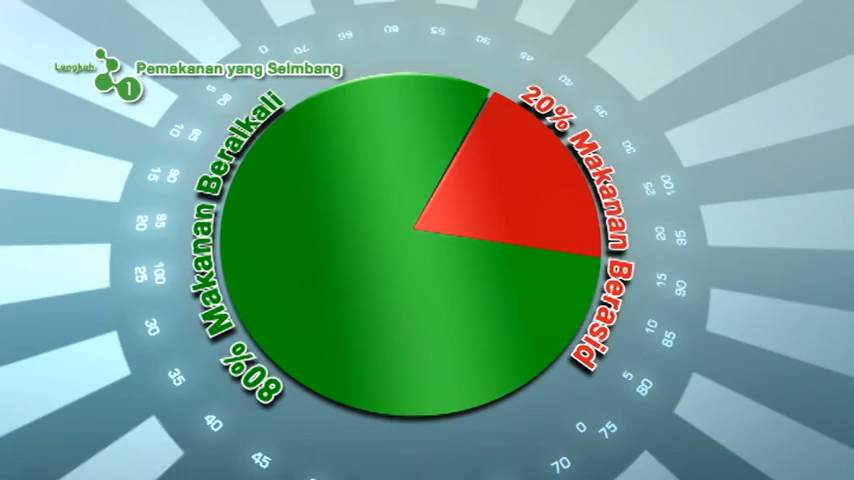 Langkah
1
Pemakanan yang Seimbang
80% Makanan Beralkali
20% Makanan Berasid